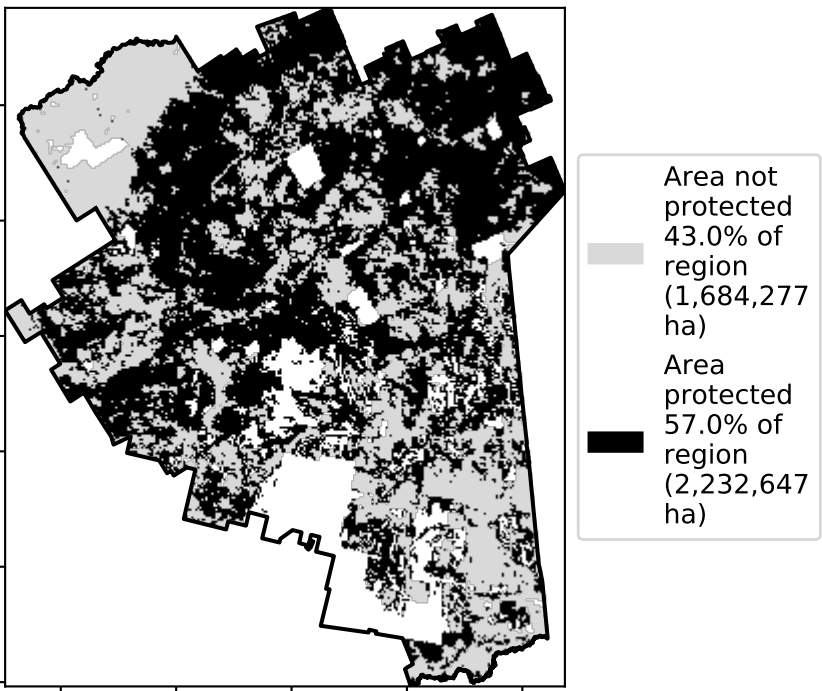 Area not
protected
43.0% of
region
(1,684,277
ha)
Area
protected
57.0% of
region
(2,232,647
ha)